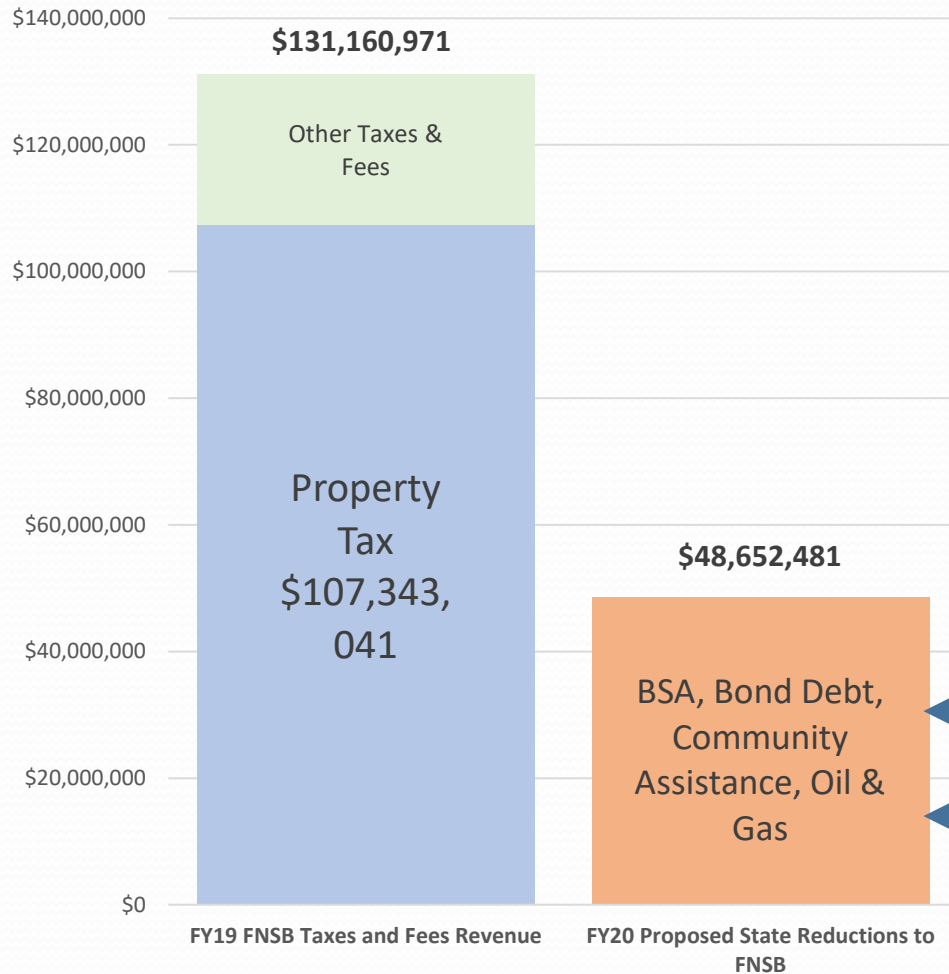 $140,000,000
$120,000,000
$100,000,000
$80,000,000
$60,000,000
$40,000,000
$20,000,000
$0
$131,160,971
Other Taxes &
Fees
Property
Tax
$107,343,
041
$48,652,481
BSA, Bond Debt,
Community
Assistance, Oil &
Gas
FY19 FNSB Taxes and Fees Revenue
FY20 Proposed State Reductions to
FNSB